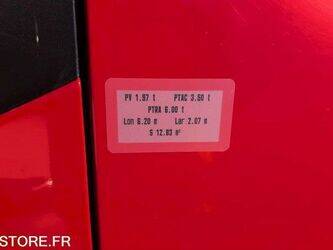 PV 1.97 t PTAC 3.50 t
PTRA 6.00 t
Lon 6.20 m Lar 2.07 m
S 12.83 m²
STORE.FR